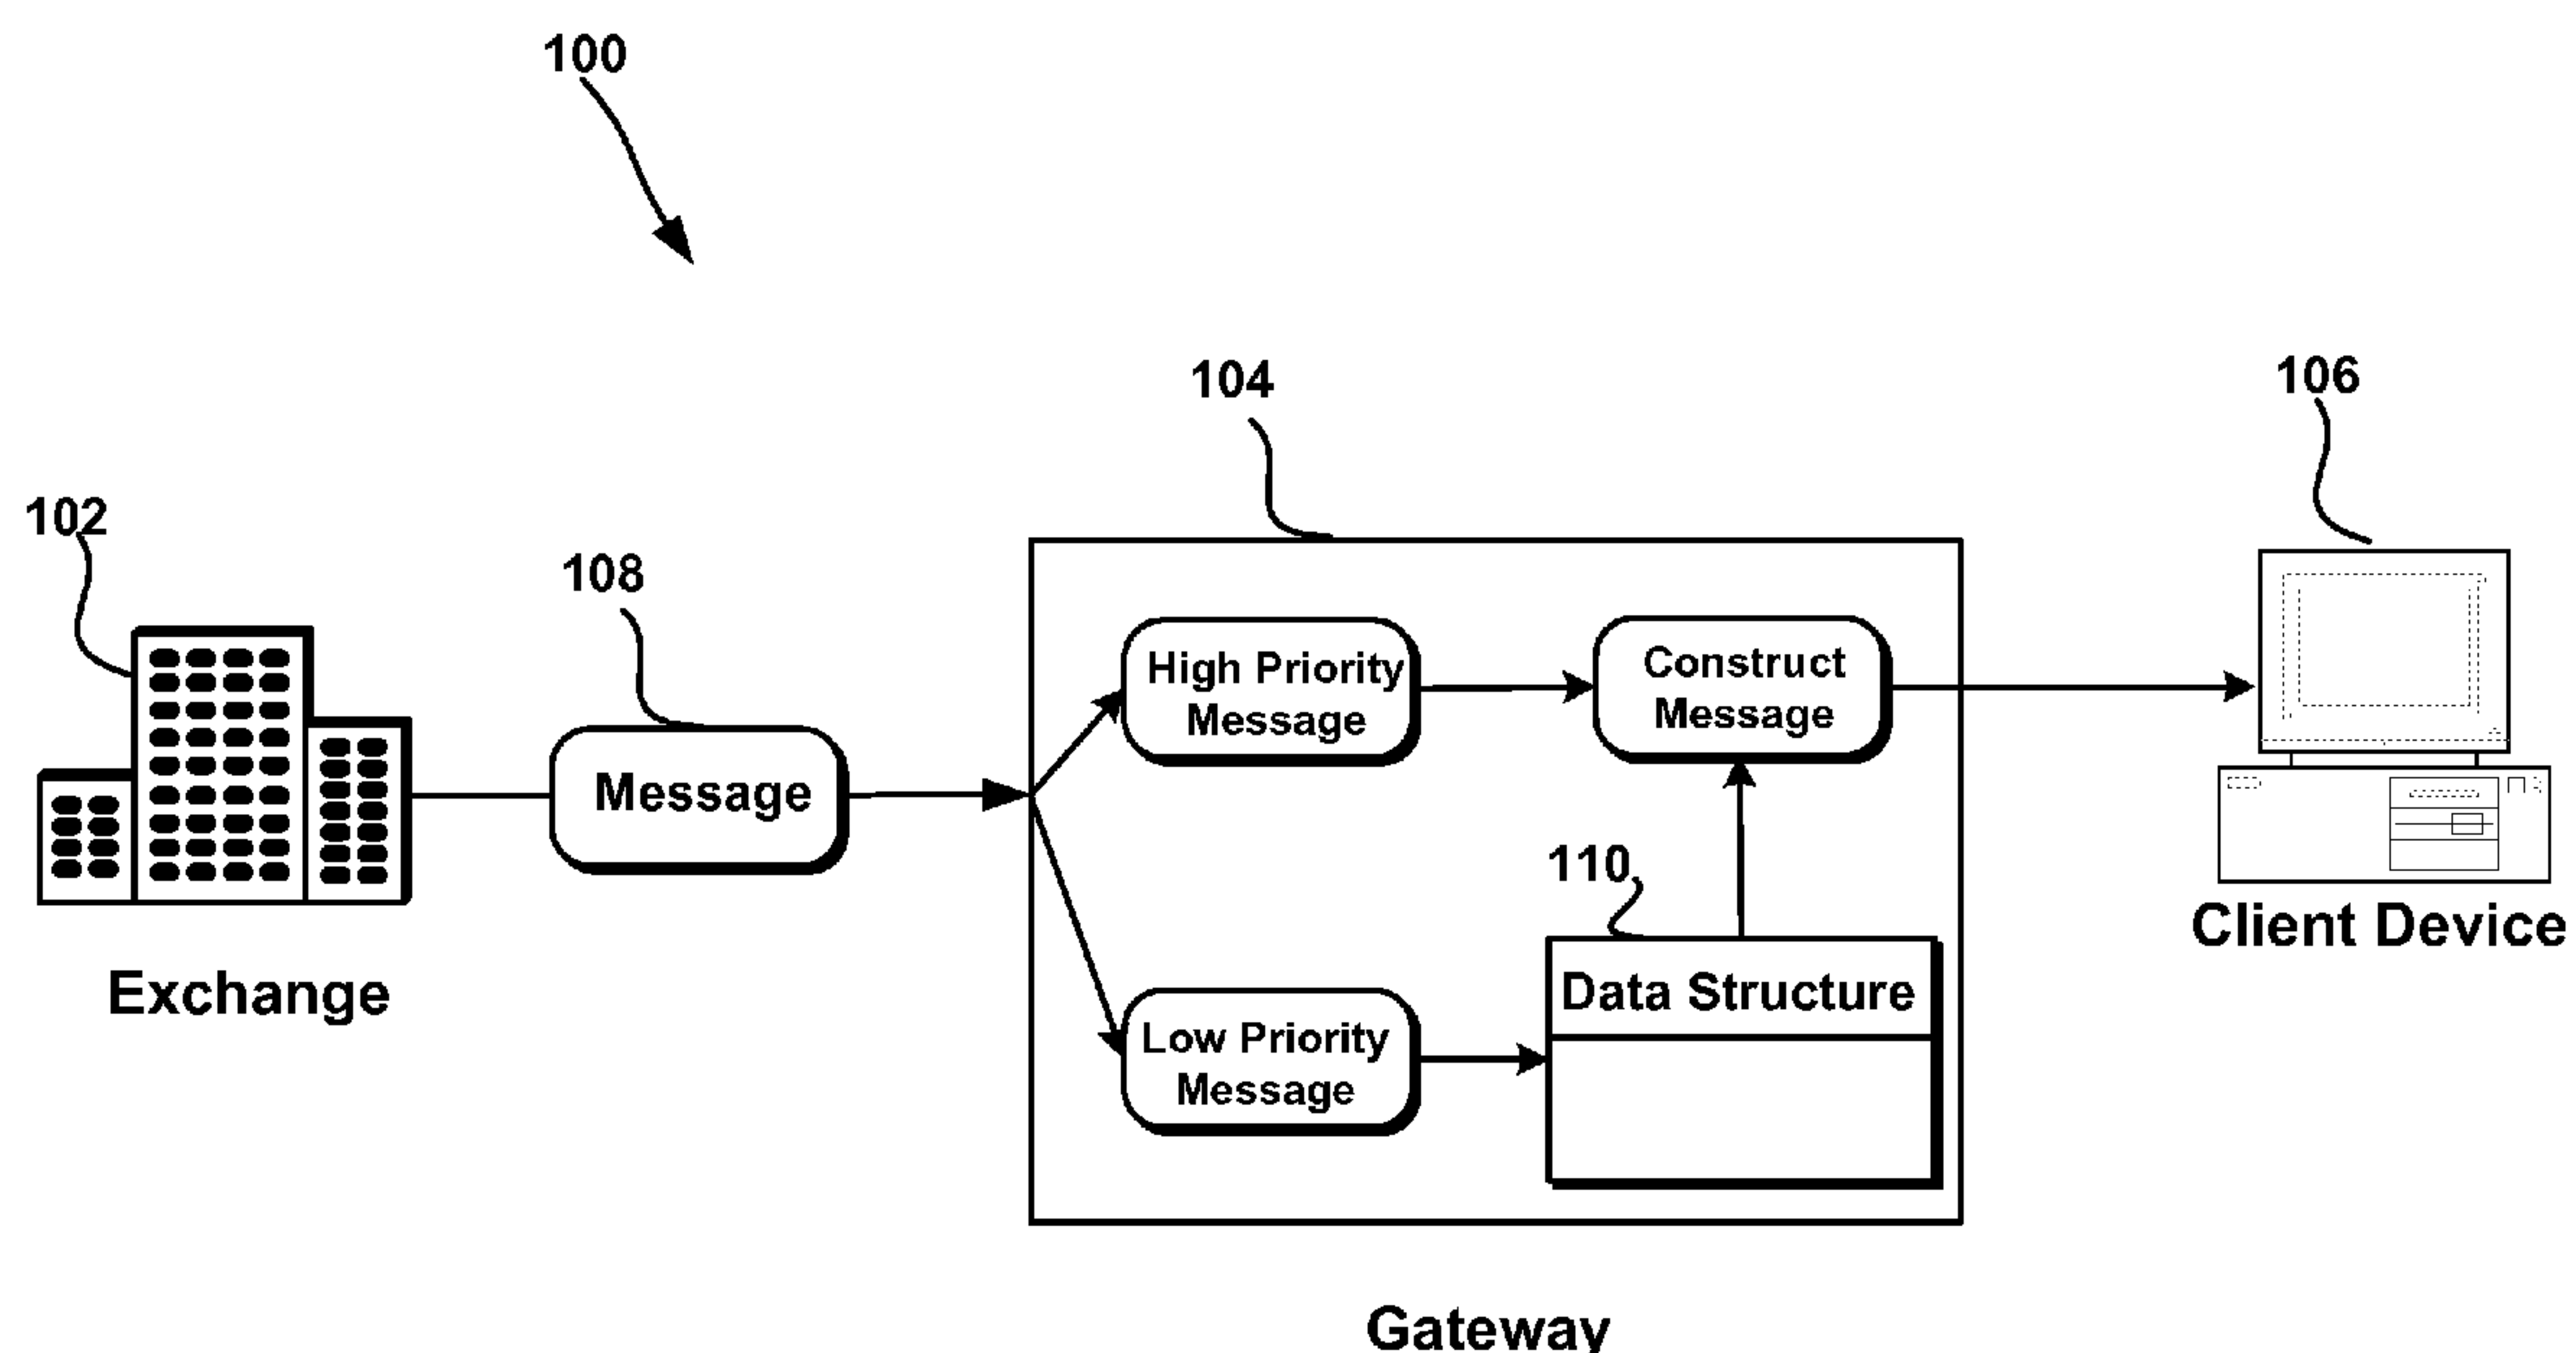 100
104
106
102
108
High Priority
Message
Construct
Message
Message
110
Data Structure
Client Device
Exchange
Low Priority
Message
Gateway